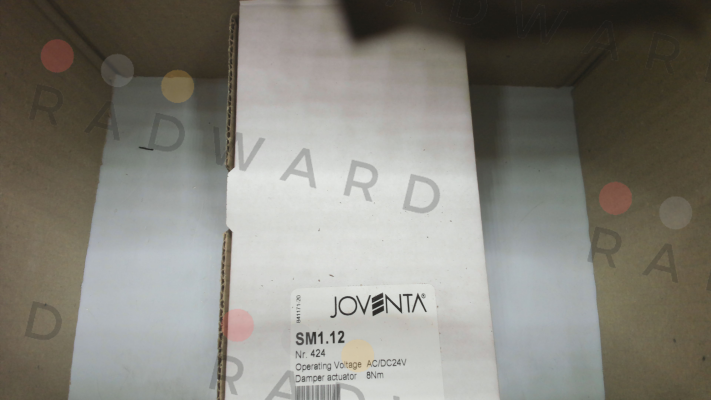 RADWARD
JOVENTA®
SM1.12
Nr. 424
Operating Voltage AC/DC24V
Damper actuator 8Nm